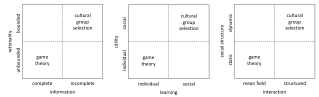 rationality
bounded
unbounded
cultural
group
selection
game
theory
complete
incomplete
information
utility
social
individual
cultural
group
selection
game
theory
individual
social
learning
social structure
dynamic
static
cultural
group
selection
game
theory
mean field
structured
interaction